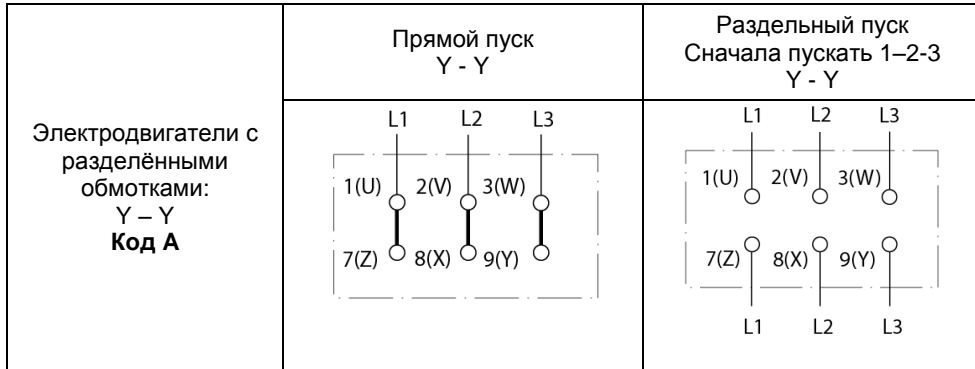 Электродвигатели с
разделёнными
обмотками:
Y – Y
Код А
Прямой пуск
Y - Y
L1 L2 L3
1(U) 2(V) 3(W)
7(Z) 8(X) 9(Y)
Раздельный пуск
Сначала пускать 1–2-3
Y - Y
L1 L2 L3
1(U) 2(V) 3(W)
7(Z) 8(X) 9(Y)
L1 L2 L3